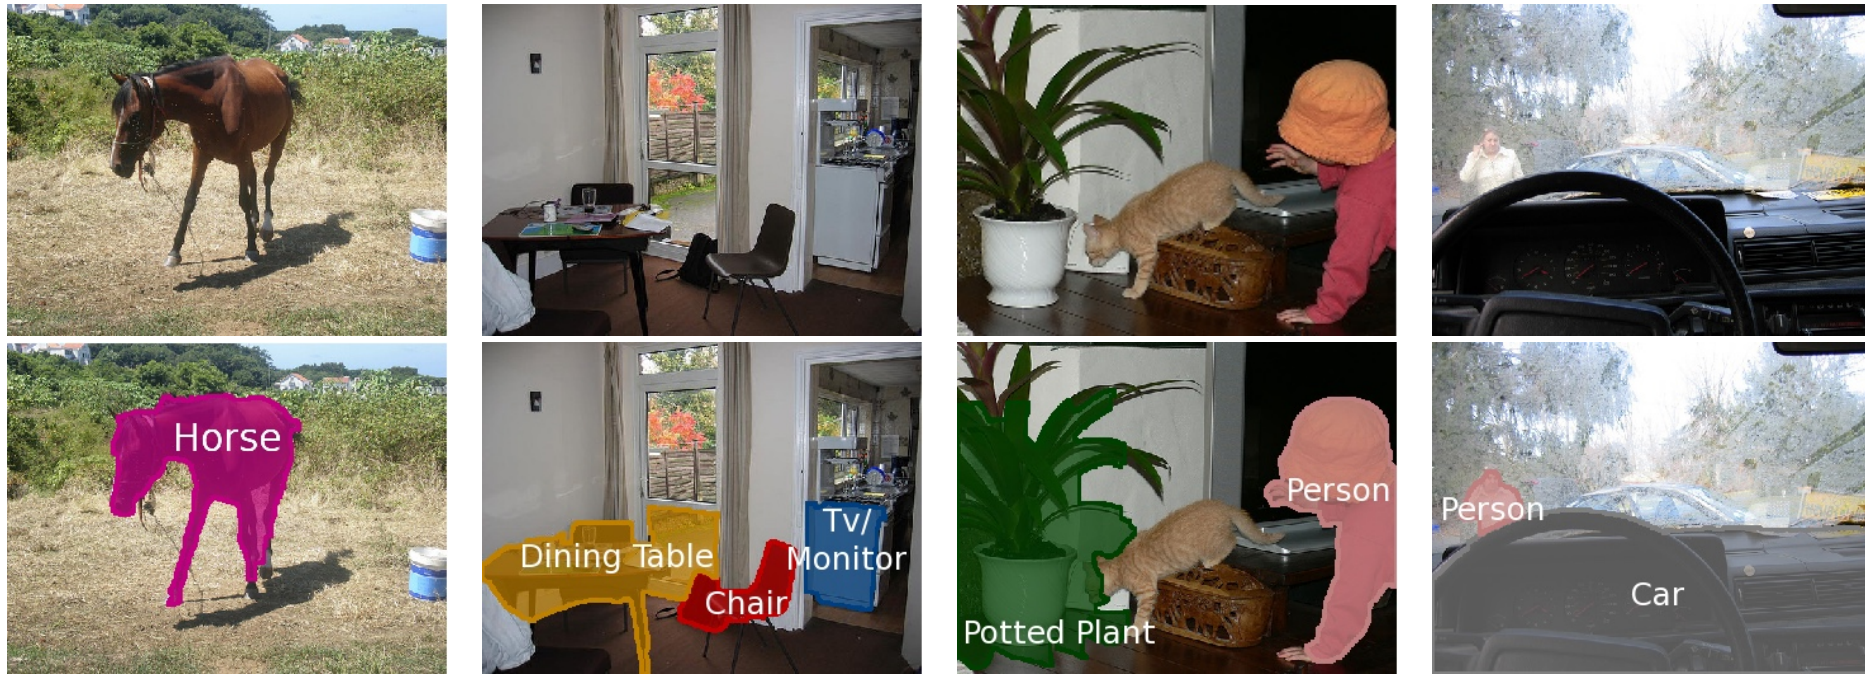 Horse
Dining Table
Chair
Tv/
Monitor
Person
Potted Plant
Person
Car